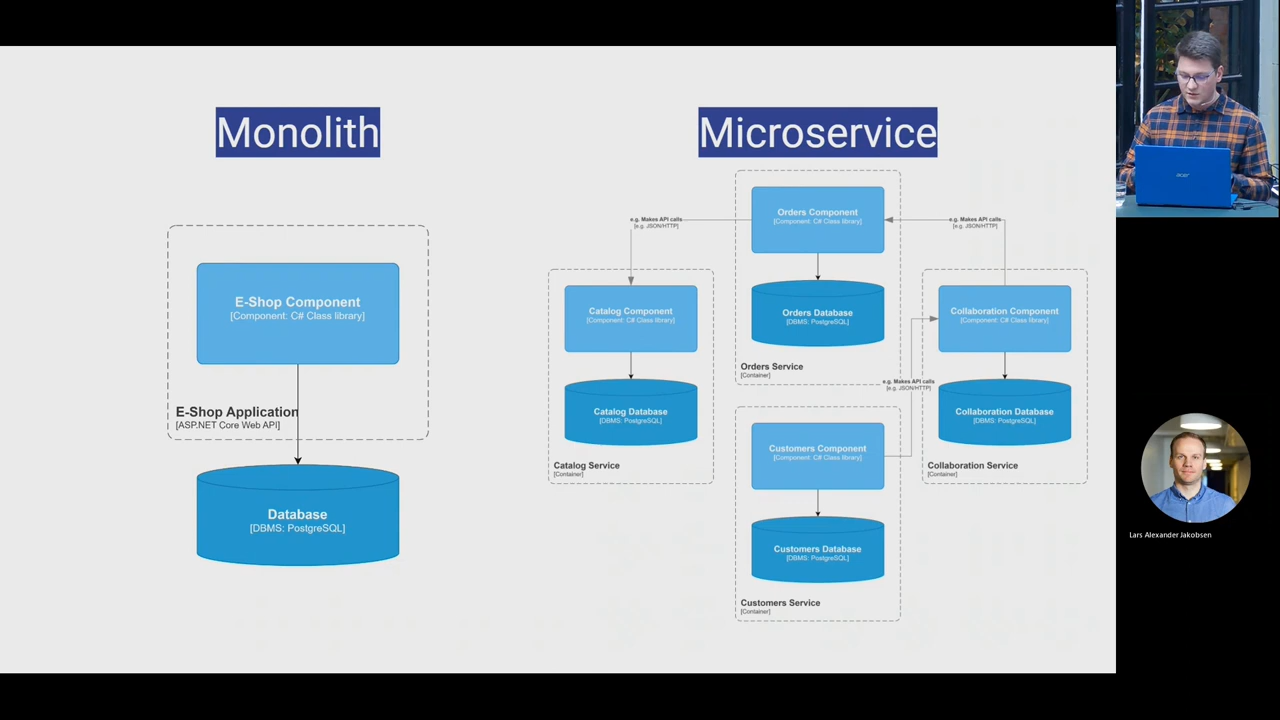 Monolith
E-Shop Component
[Component: C# Class library]
E-Shop Application
[ASP.NET Core Web API]
Database
[DBMS: PostgreSQL]
Microservice
Orders Component
[Component: C# Class library]
e.g. Makes API calls
[e.g. JSON/HTTP]
e.g. Makes API calls
[e.g. JSON/HTTP]
Orders Database
[DBMS: PostgreSQL]
Orders Service
[Container]
Catalog Component
[Component: C# Class library]
Catalog Database
[DBMS: PostgreSQL]
Catalog Service
[Container]
Collaboration Component
[Component: C# Class library]
e.g. Makes API calls
[e.g. JSON/HTTP]
Collaboration Database
[DBMS: PostgreSQL]
Collaboration Service
[Container]
Customers Component
[Component: C# Class library]
Customers Database
[DBMS: PostgreSQL]
Customers Service
[Container]
acer
Lars Alexander Jakobsen